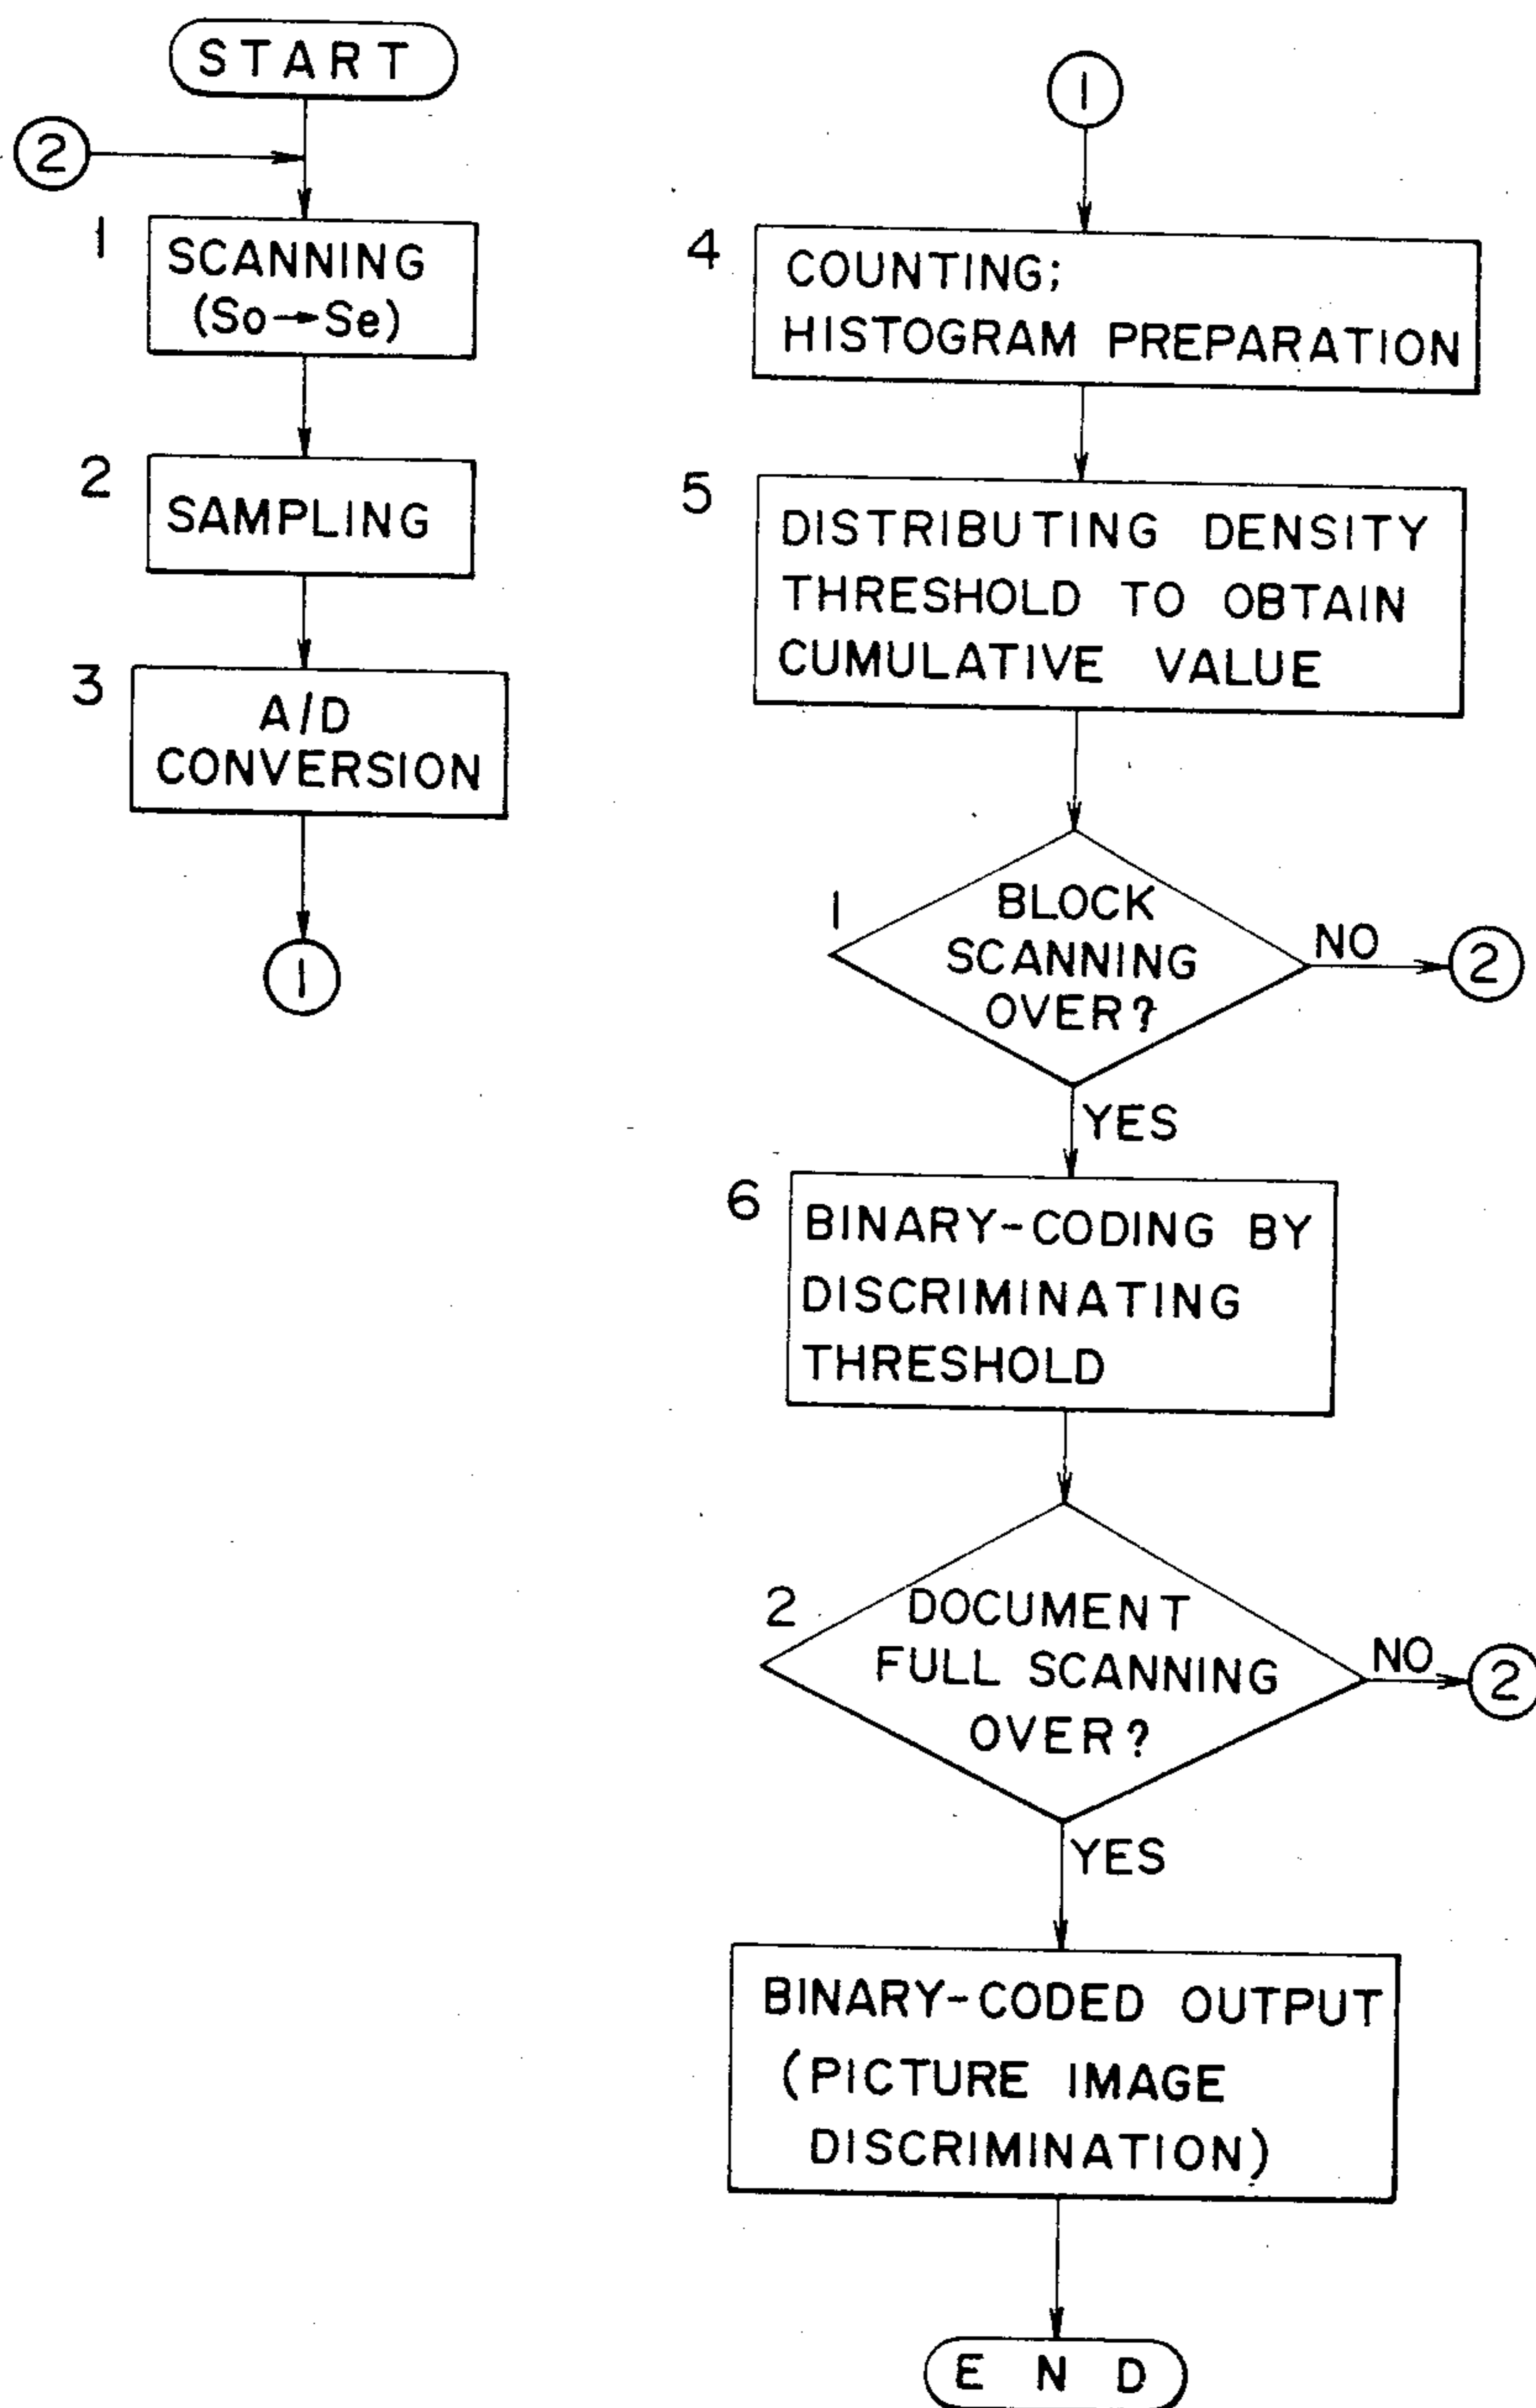 START
2
1
SCANNING
(So→Se)
2
SAMPLING
3
A/D
CONVERSION
1
1
4
COUNTING;
HISTOGRAM PREPARATION
5
DISTRIBUTING DENSITY
THRESHOLD TO OBTAIN
CUMULATIVE VALUE
1
BLOCK
SCANNING
OVER?
NO
2
YES
6
BINARY-CODING BY
DISCRIMINATING
THRESHOLD
2
DOCUMENT
FULL SCANNING
OVER?
NO
2
YES
BINARY-CODED OUTPUT
(PICTURE IMAGE
DISCRIMINATION)
END